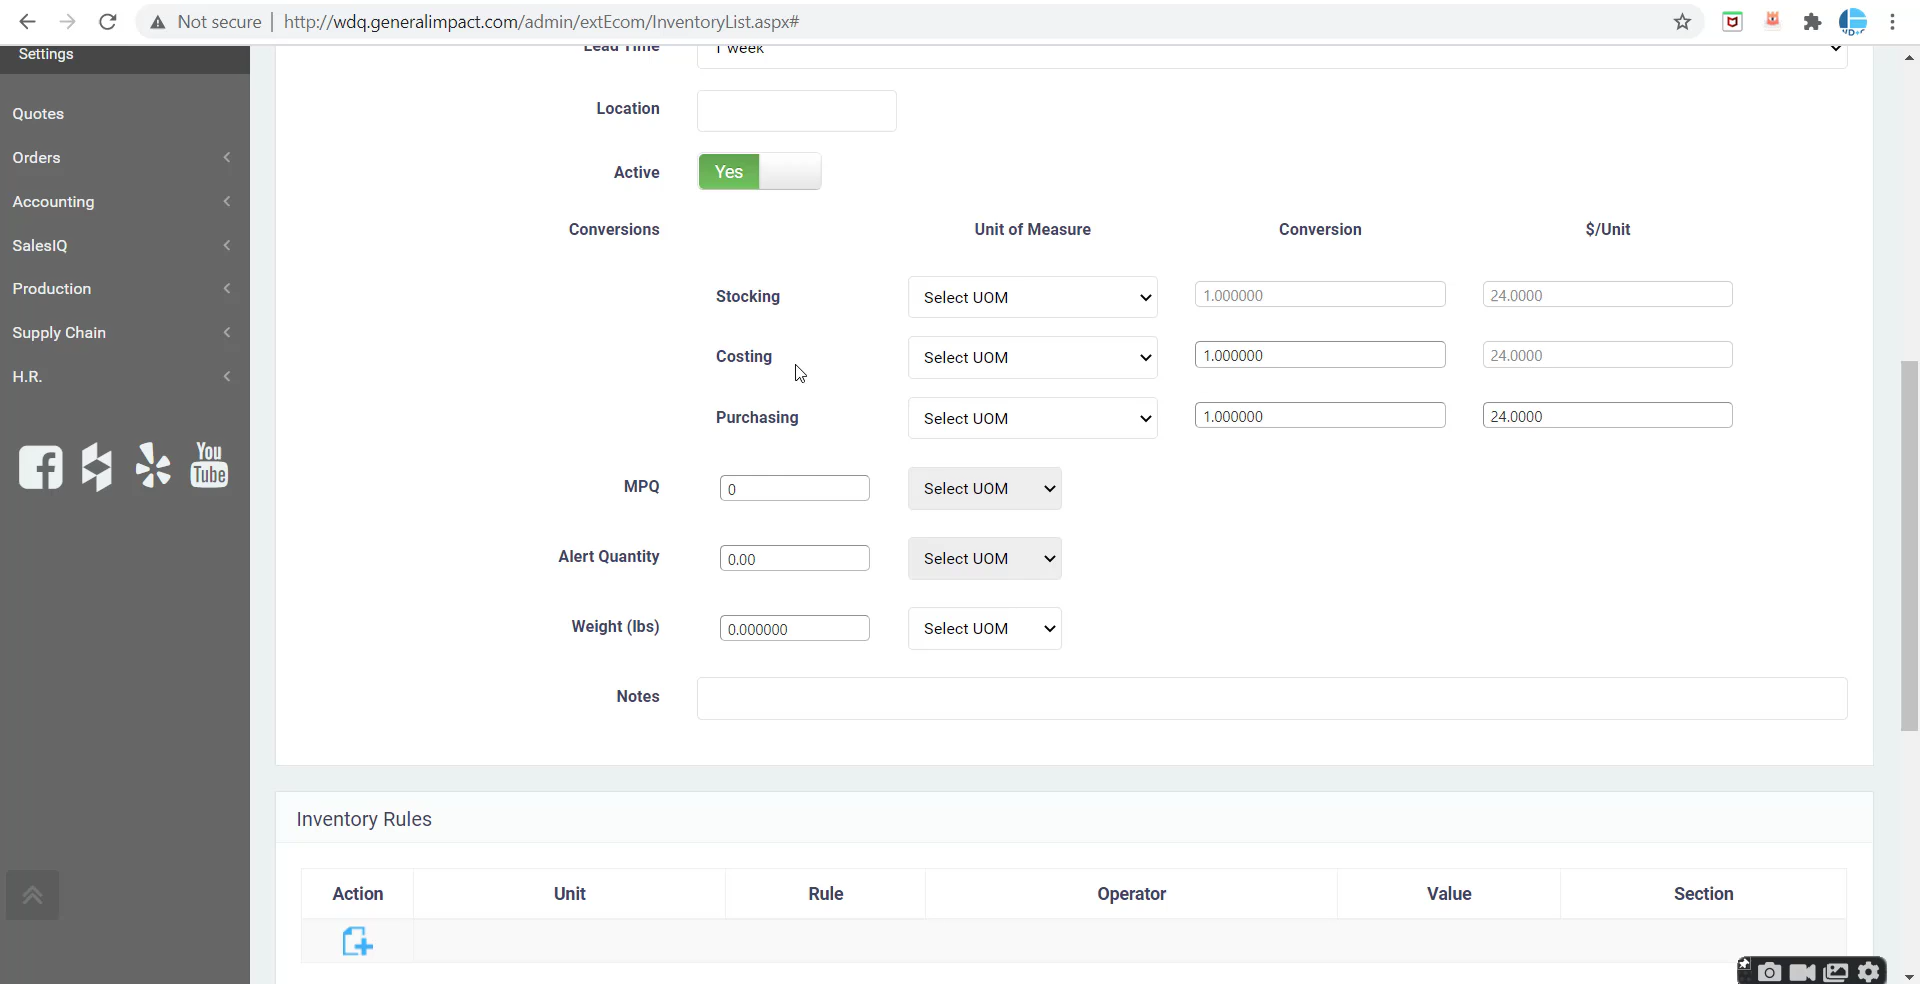 Not secure | http://wdq.generalimpact.com/admin/extEcom/InventoryList.aspx#
Settings
Quotes
Orders
Accounting
SalesIQ
Production
Supply Chain
H.R.
You
Tube
Lead Time 1 week
Location
Active Yes
Conversions Unit of Measure Conversion $/Unit
Stocking Select UOM 1.000000 24.0000
Costing Select UOM 1.000000 24.0000
Purchasing Select UOM 1.000000 24.0000
MPQ 0 Select UOM
Alert Quantity 0.00 Select UOM
Weight (lbs) 0.000000 Select UOM
Notes
Inventory Rules
Action Unit Rule Operator Value Section